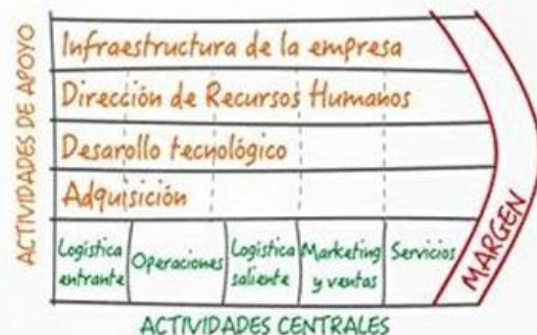 ACTIVIDADES DE APOYO
Infraestructura de la empresa
Dirección de Recursos Humanos
Desarollo tecnológico
Adquisición
Logística
entrante
Operaciones
Logística
saliente
Marketing
y ventas
Servicios
MARGEN
ACTIVIDADES CENTRALES